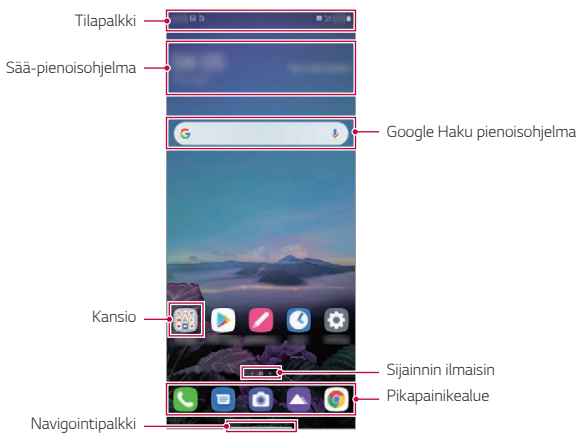 Tilapalkki
Sää-pienoisohjelma
Google Haku pienoisohjelma
Kansio
Sijainnin ilmaisin
Pikapainikealue
Navigointipalkki